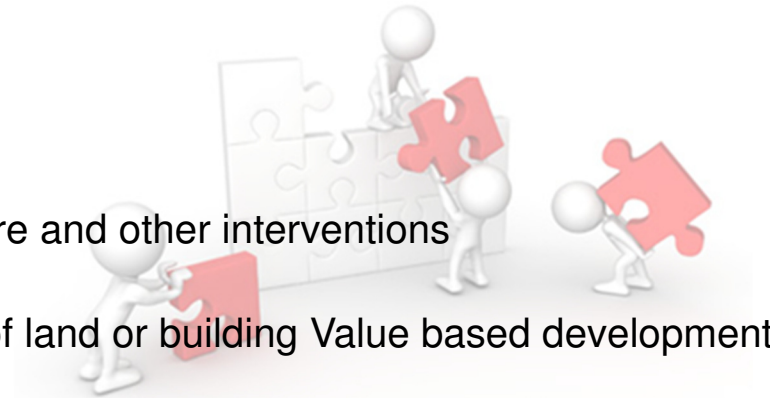 re and other interventions
f land or building Value based development